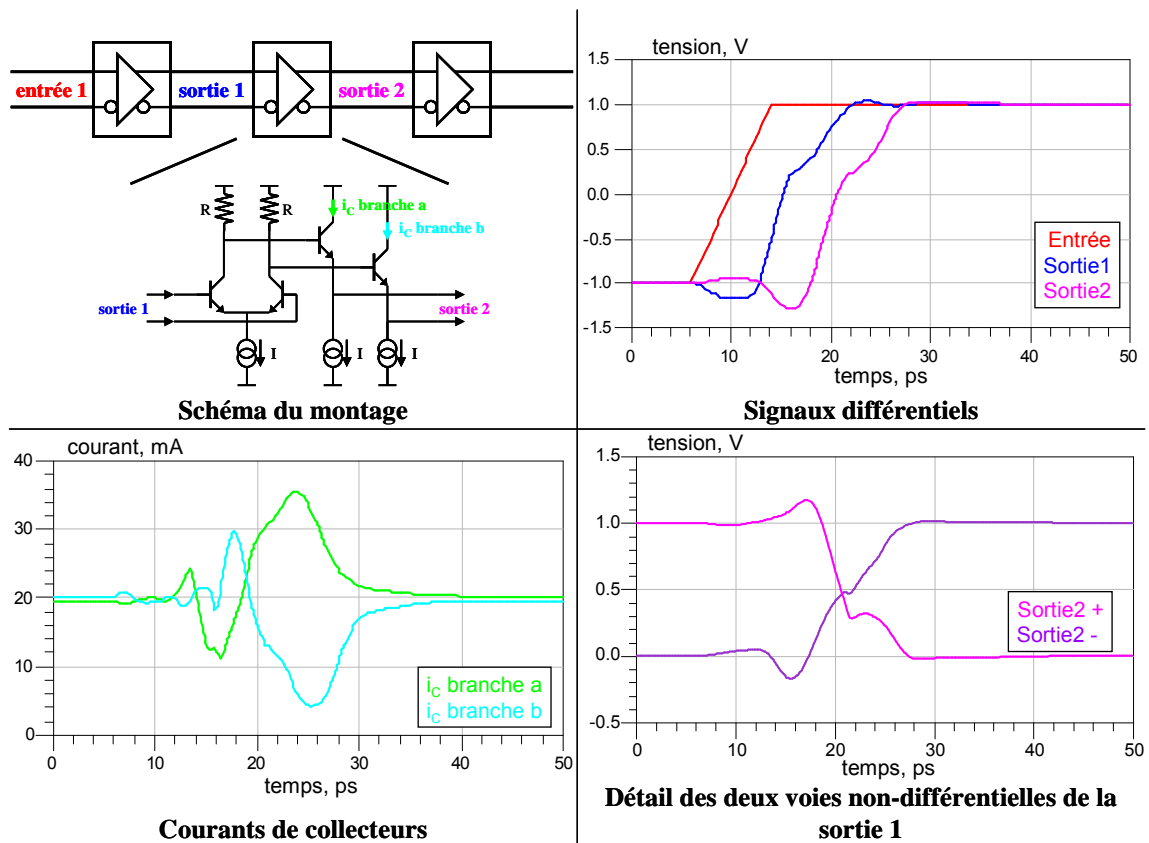 entrée 1
sortie 1
sortie 2
R
R
i_C branche a
i_C branche b
sortie 1
sortie 2
I
I
I
Schéma du montage
tension, V
1.5
1.0
0.5
0.0
-0.5
-1.0
-1.5
Entrée
Sortie1
Sortie2
0 10 20 30 40 50
temps, ps
Signaux différentiels
courant, mA
40
30
20
10
0
i_C branche a
i_C branche b
0 10 20 30 40 50
temps, ps
Courants de collecteurs
tension, V
1.5
1.0
0.5
0.0
-0.5
Sortie2 +
Sortie2 -
0 10 20 30 40 50
temps, ps
Détail des deux voies non-différentielles de la
sortie 1